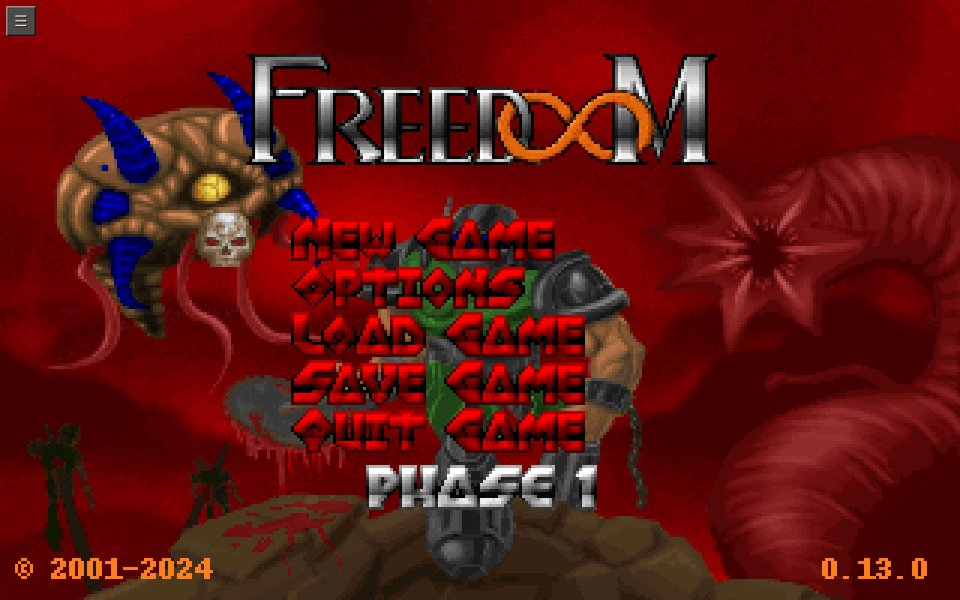 FREEDOOM
NEW GAME
OPTIONS
LOAD GAME
SAVE GAME
QUIT GAME
PHASE 1
© 2001-2024
0.13.0